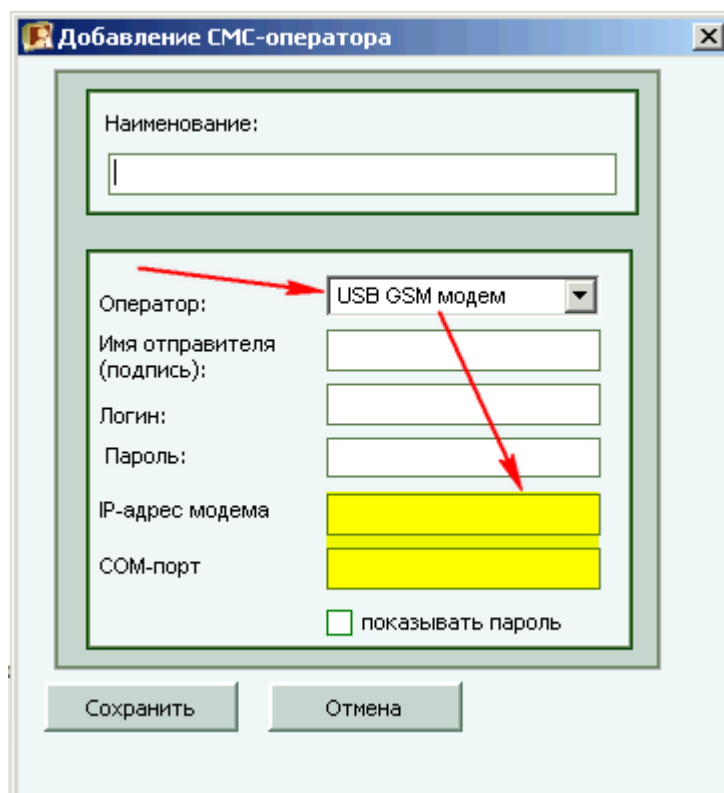 Добавление СМС-оператора
Наименование:
Оператор:
USB GSM модем
Имя отправителя
(подпись):
Логин:
Пароль:
IP-адрес модема
COM-порт
показывать пароль
Сохранить
Отмена